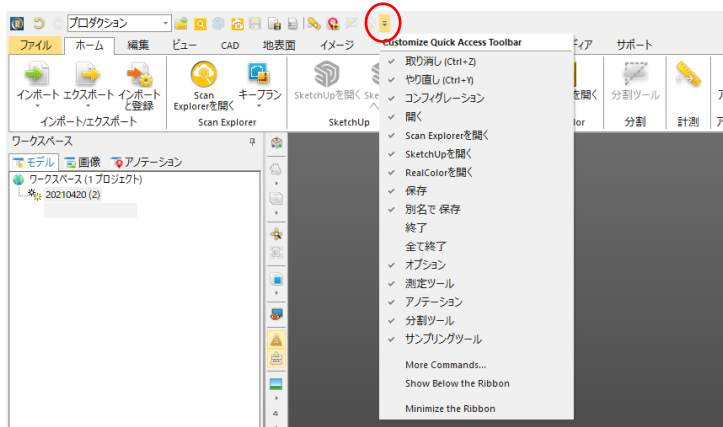 プロダクション
ファイル ホーム 編集 ビュー CAD 地表面 イメージ ィア サポート
インポート エクスポート インポートと登録 Scan Explorerを開く キープラン SketchUpを開く Ske を開く 分割ツール
インポート/エクスポート Scan Explorer SketchUp lor 分割 計測
ワークスペース
モデル 画像 アノテーション
ワークスペース (1 プロジェクト)
20210420 (2)
Customize Quick Access Toolbar
取り消し (Ctrl+Z)
やり直し (Ctrl+Y)
コンフィグレーション
開く
Scan Explorerを開く
SketchUpを開く
RealColorを開く
保存
別名で 保存
終了
全て終了
オプション
測定ツール
アノテーション
分割ツール
サンプリングツール
More Commands...
Show Below the Ribbon
Minimize the Ribbon